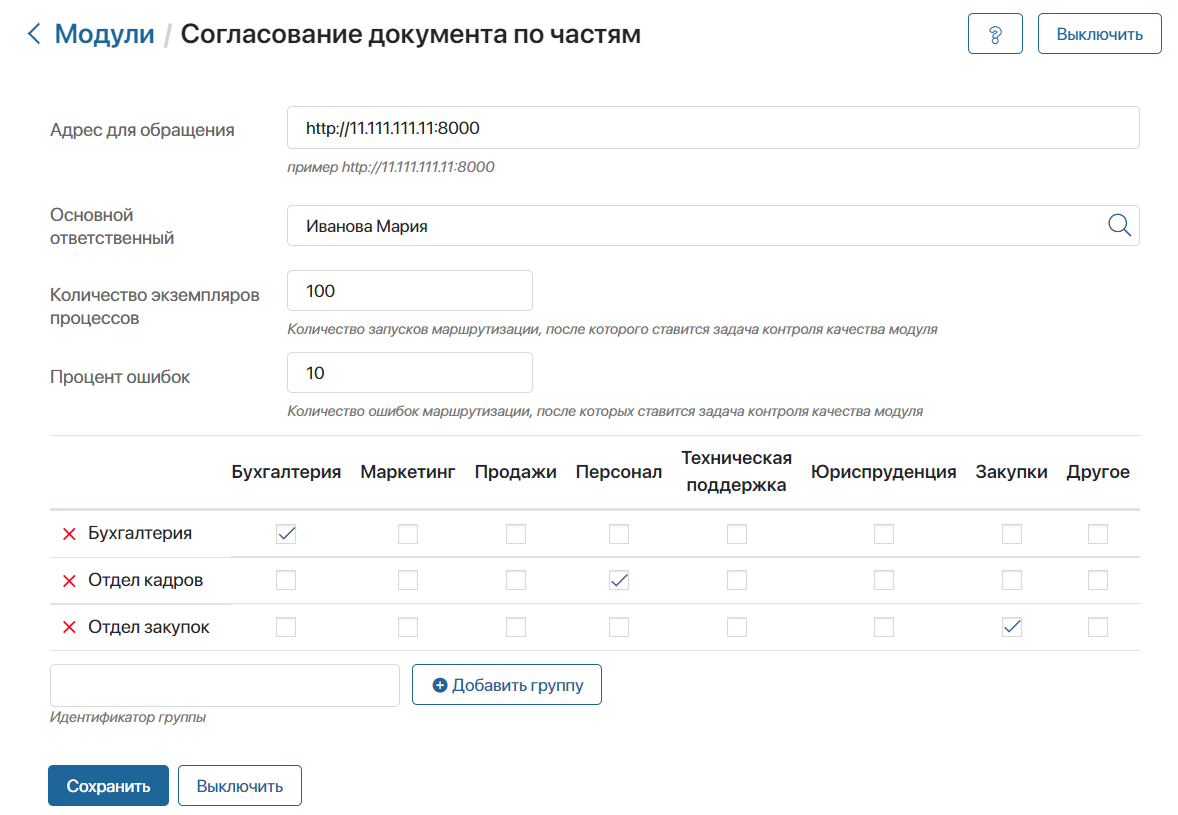 Модули / Согласование документа по частям
?
Выключить
Адрес для обращения
http://11.111.111.11:8000
пример http://11.111.111.11:8000
Основной
ответственный
Иванова Мария
Количество экземпляров
процессов
100
Количество запусков маршрутизации, после которого ставится задача контроля качества модуля
Процент ошибок
10
Количество ошибок маршрутизации, после которых ставится задача контроля качества модуля
Бухгалтерия Маркетинг Продажи Персонал Техническая поддержка Юриспруденция Закупки Другое
Бухгалтерия
Отдел кадров
Отдел закупок
Добавить группу
Идентификатор группы
Сохранить
Выключить